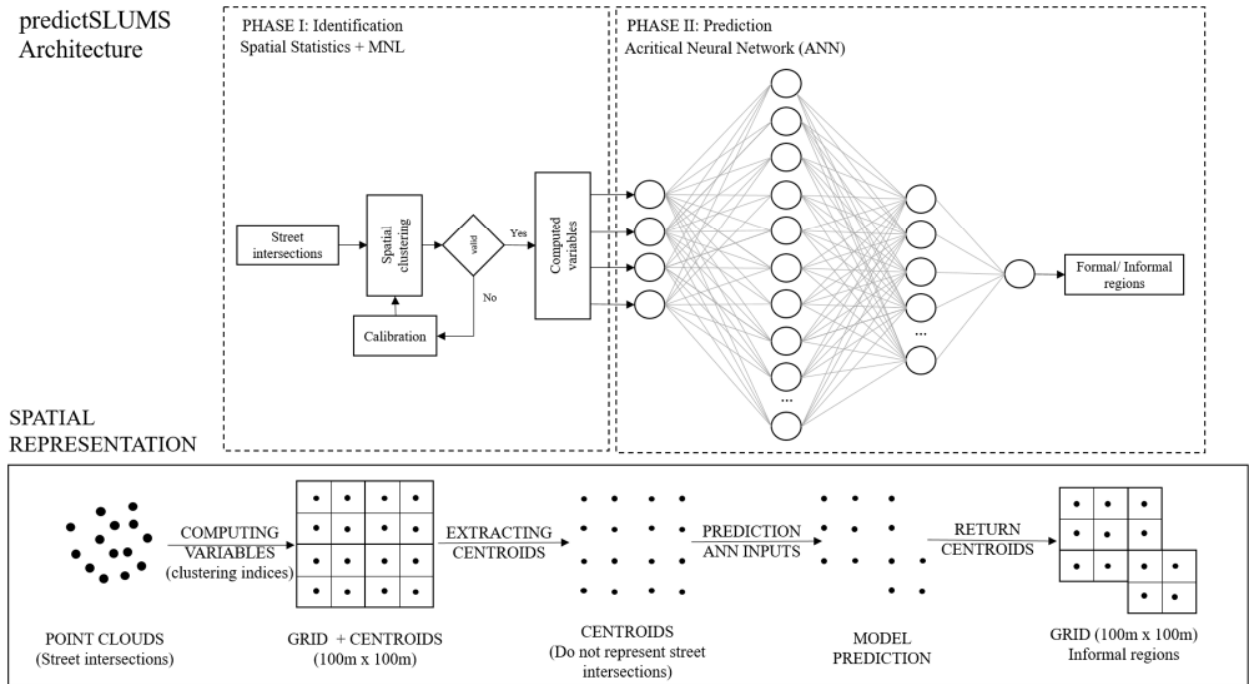 predictSLUMS
Architecture
PHASE I: Identification
Spatial Statistics + MNL
PHASE II: Prediction
Acritical Neural Network (ANN)
Street
intersections
Spatial
clustering
valid
Yes
No
Calibration
Computed
variables
...
...
Formal/ Informal
regions
SPATIAL
REPRESENTATION
COMPUTING
VARIABLES
(clustering indices)
EXTRACTING
CENTROIDS
PREDICTION
ANN INPUTS
RETURN
CENTROIDS
POINT CLOUDS
(Street intersections)
GRID + CENTROIDS
(100m x 100m)
CENTROIDS
(Do not represent street
intersections)
MODEL
PREDICTION
GRID (100m x 100m)
Informal regions